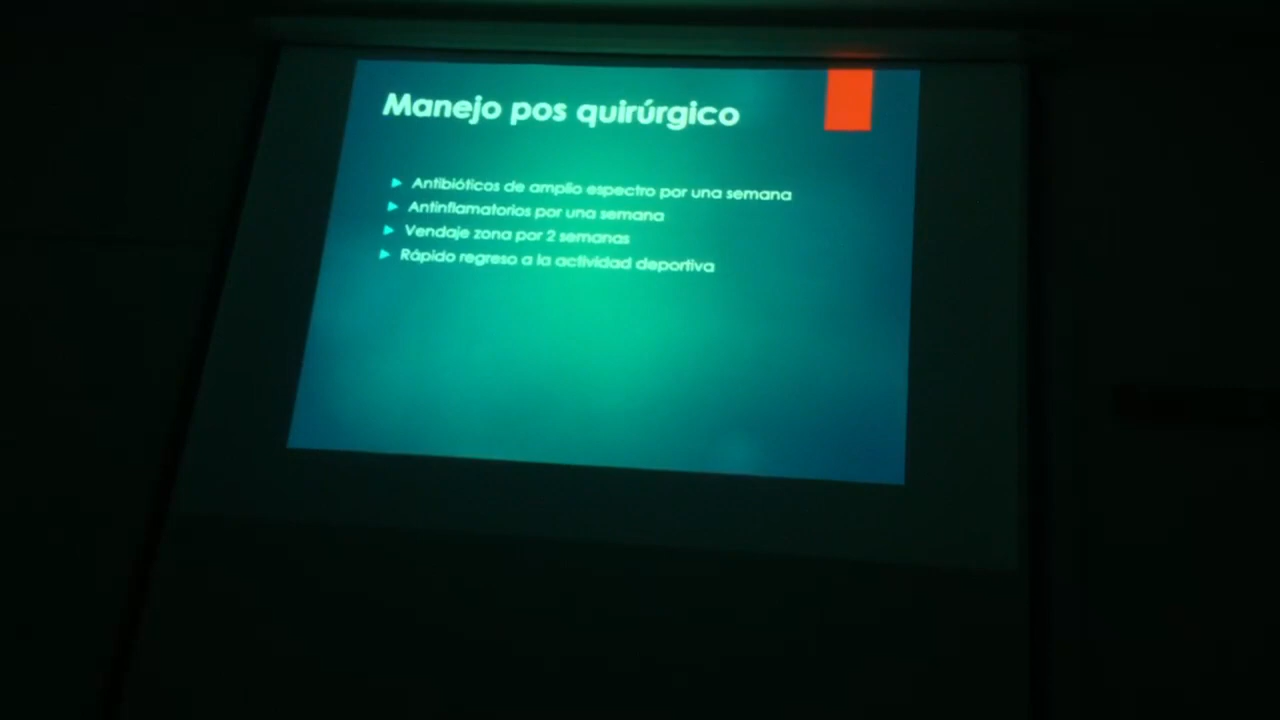 Manejo pos quirúrgico
Antibióticos de amplio espectro por una semana
Antinflamatorios por una semana
Vendaje zona por 2 semanas
Rápido regreso a la actividad deportiva